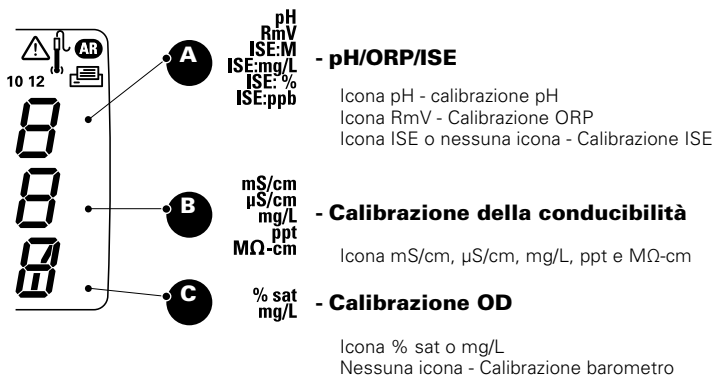 AR
10 12
A
pH
RmV
ISE:M
ISE:mg/L
ISE: %
ISE:ppb
- pH/ORP/ISE
Icona pH - calibrazione pH
Icona RmV - Calibrazione ORP
Icona ISE o nessuna icona - Calibrazione ISE
B
mS/cm
µS/cm
mg/L
ppt
MΩ-cm
- Calibrazione della conducibilità
Icona mS/cm, µS/cm, mg/L, ppt e MΩ-cm
C
% sat
mg/L
- Calibrazione OD
Icona % sat o mg/L
Nessuna icona - Calibrazione barometro